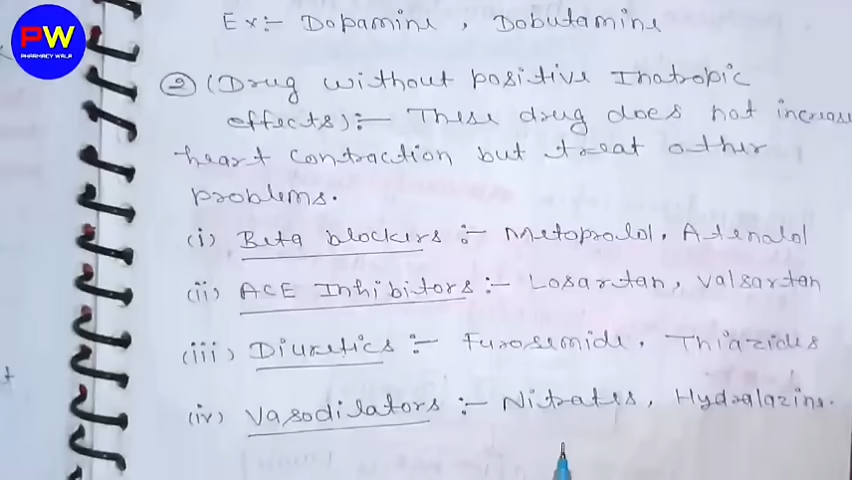 PW
PHARMACY WALA
Ex:- Dopamine, Dobutamine
② (Drug without positive Inotropic
effects):- These drug does not increase
heart contraction but treat other
problems.
(i) Beta blockers :- Metoprolol, Atenolol
(ii) ACE Inhibitors :- Losartan, Valsartan
(iii) Diuretics :- Furosemide, Thiazides
(iv) Vasodilators :- Nitrates, Hydralazine.